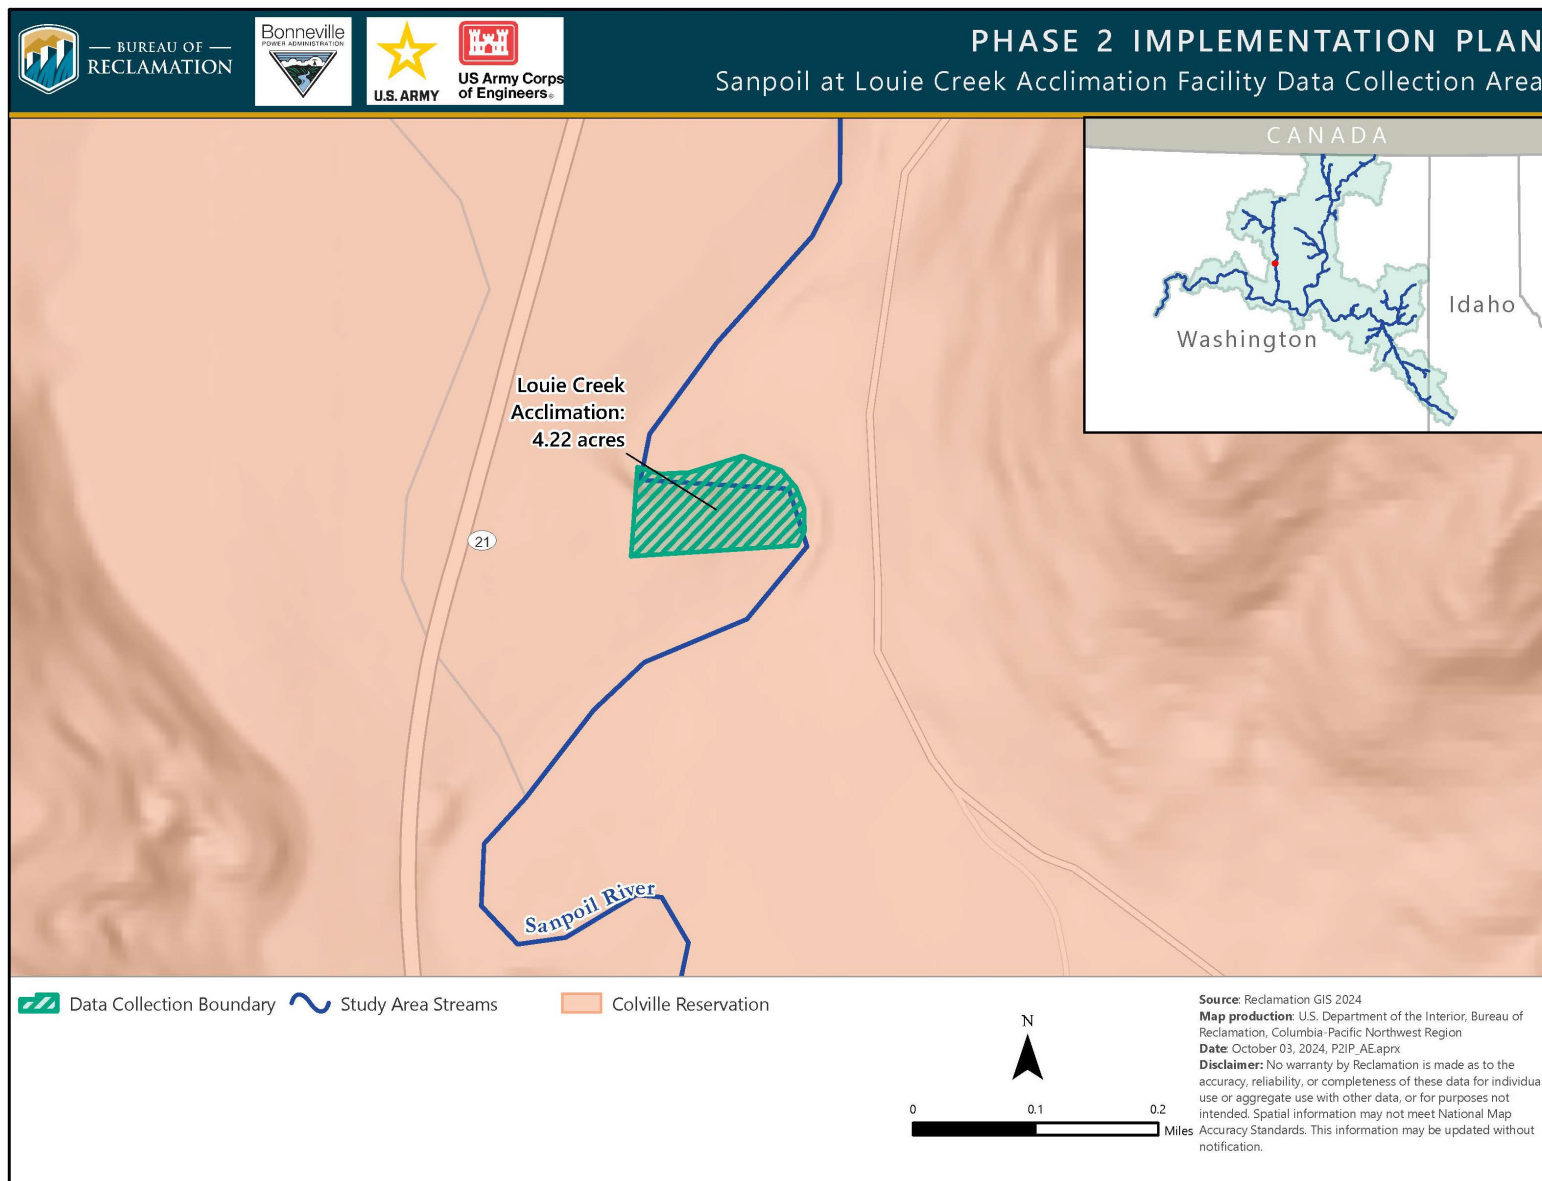 BUREAU OF
RECLAMATION
Bonneville
POWER ADMINISTRATION
U.S. ARMY
US Army Corps
of Engineers®
PHASE 2 IMPLEMENTATION PLAN
Sanpoil at Louie Creek Acclimation Facility Data Collection Area
CANADA
Washington
Idaho
Louie Creek
Acclimation:
4.22 acres
21
Sanpoil River
Data Collection Boundary
Study Area Streams
Colville Reservation
N
0 0.1 0.2
Miles
Source: Reclamation GIS 2024
Map production: U.S. Department of the Interior, Bureau of
Reclamation, Columbia-Pacific Northwest Region
Date: October 03, 2024, P2IP_AE.aprx
Disclaimer: No warranty by Reclamation is made as to the
accuracy, reliability, or completeness of these data for individua
use or aggregate use with other data, or for purposes not
intended. Spatial information may not meet National Map
Accuracy Standards. This information may be updated without
notification.